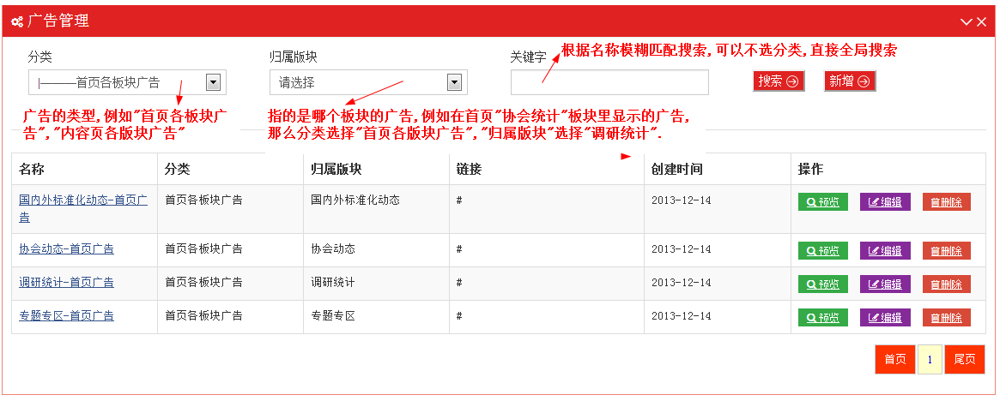 广告管理
分类
归属版块
关键字
根据名称模糊匹配搜索,可以不选分类,直接全局搜索
|———首页各板块广告
请选择
搜索
新增
广告的类型,例如"首页各板块广
告","内容页各版块广告"
指的是哪个板块的广告,例如在首页"协会统计"板块里显示的广告,
那么分类选择"首页各版块广告","归属版块"选择"调研统计".
名称 分类 归属版块 链接 创建时间 操作
国内外标准化动态-首页广 首页各板块广告 国内外标准化动态 # 2013-12-14 预览 编辑 删除
告
协会动态-首页广告 首页各板块广告 协会动态 # 2013-12-14 预览 编辑 删除
调研统计-首页广告 首页各板块广告 调研统计 # 2013-12-14 预览 编辑 删除
专题专区-首页广告 首页各板块广告 专题专区 # 2013-12-14 预览 编辑 删除
首页 1 尾页